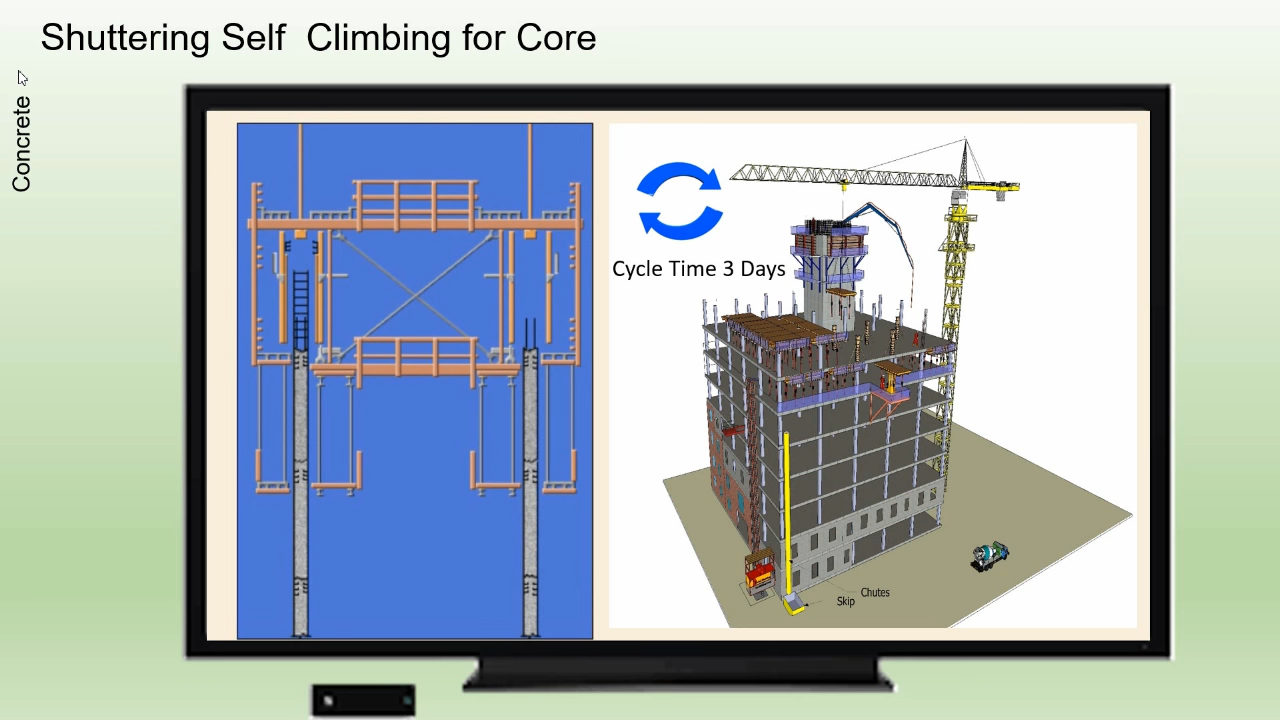 Shuttering Self  Climbing for Core
Concrete
Cycle Time 3 Days
Chutes
Skip